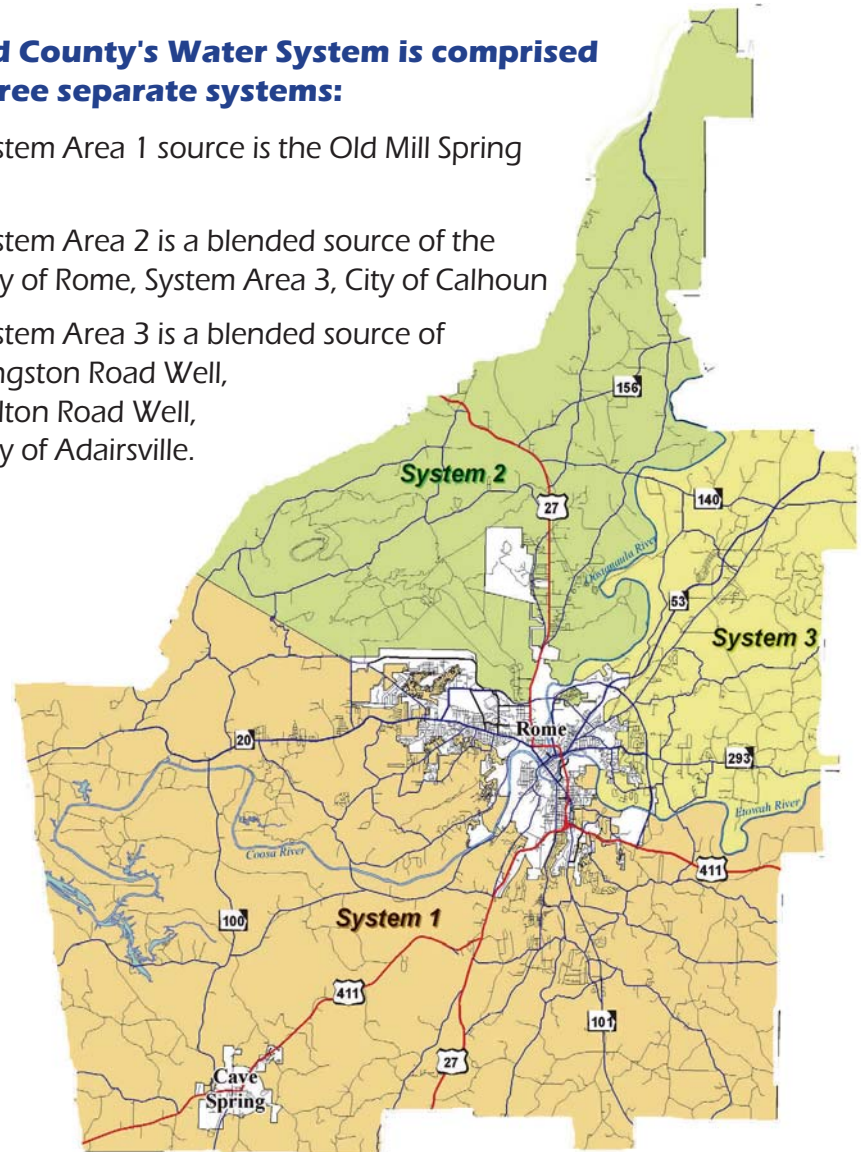 d County's Water System is comprised
ree separate systems:
stem Area 1 source is the Old Mill Spring
stem Area 2 is a blended source of the
y of Rome, System Area 3, City of Calhoun
stem Area 3 is a blended source of
ngston Road Well,
lton Road Well,
y of Adairsville.
156
System 2
140
27
Oostanaula River
53
System 3
Rome
20
293
Etowah River
Coosa River
411
100
System 1
411
101
27
Cave
Spring